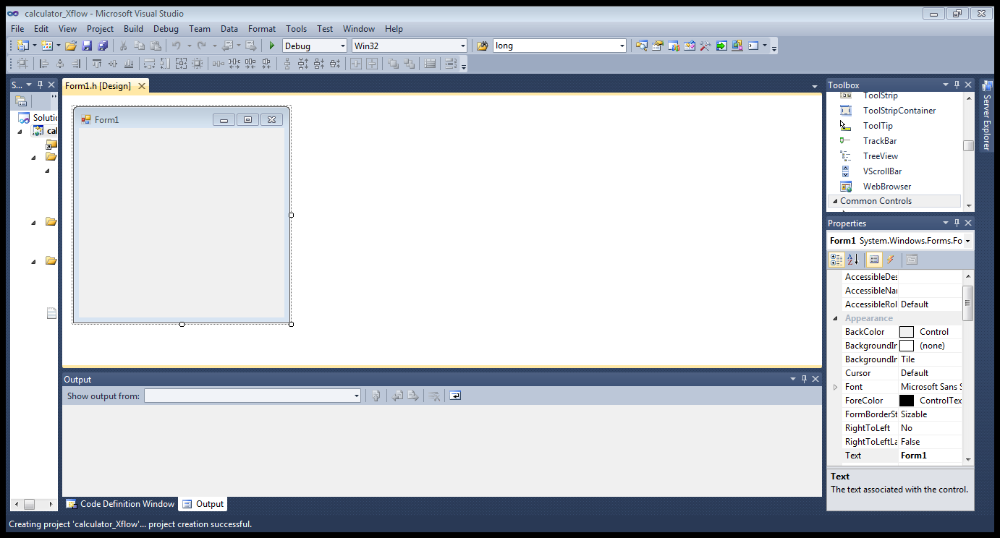 calculator_Xflow - Microsoft Visual Studio
File Edit View Project Build Debug Team Data Format Tools Test Window Help
Debug Win32 long
S...
Form1.h [Design]
Toolbox
Server Explorer
Solutio
cal
Form1
ToolStrip
ToolStripContainer
ToolTip
TrackBar
TreeView
VScrollBar
WebBrowser
Common Controls
Properties
Form1 System.Windows.Forms.Fo
AccessibleDes
AccessibleNa
AccessibleRol Default
Appearance
BackColor Control
BackgroundIr (none)
BackgroundIr Tile
Cursor Default
Font Microsoft Sans S
ForeColor ControlTex
FormBorderSt Sizable
RightToLeft No
RightToLeftLa False
Text Form1
Text
The text associated with the control.
Output
Show output from:
Code Definition Window Output
Creating project 'calculator_Xflow'... project creation successful.